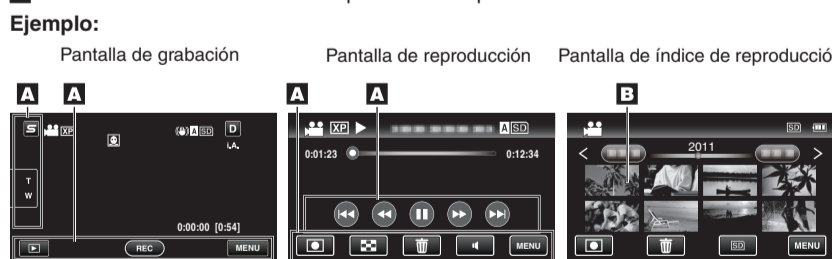 Ejemplo:
Pantalla de grabación
Pantalla de reproducción
Pantalla de índice de reproducció
A A
A A
B
S XP A SD D
i.A.
T
W
0:00:00 [0:54]
REC MENU
XP A SD
0:01:23 0:12:34
MENU
SD
< 2011 >
SD MENU